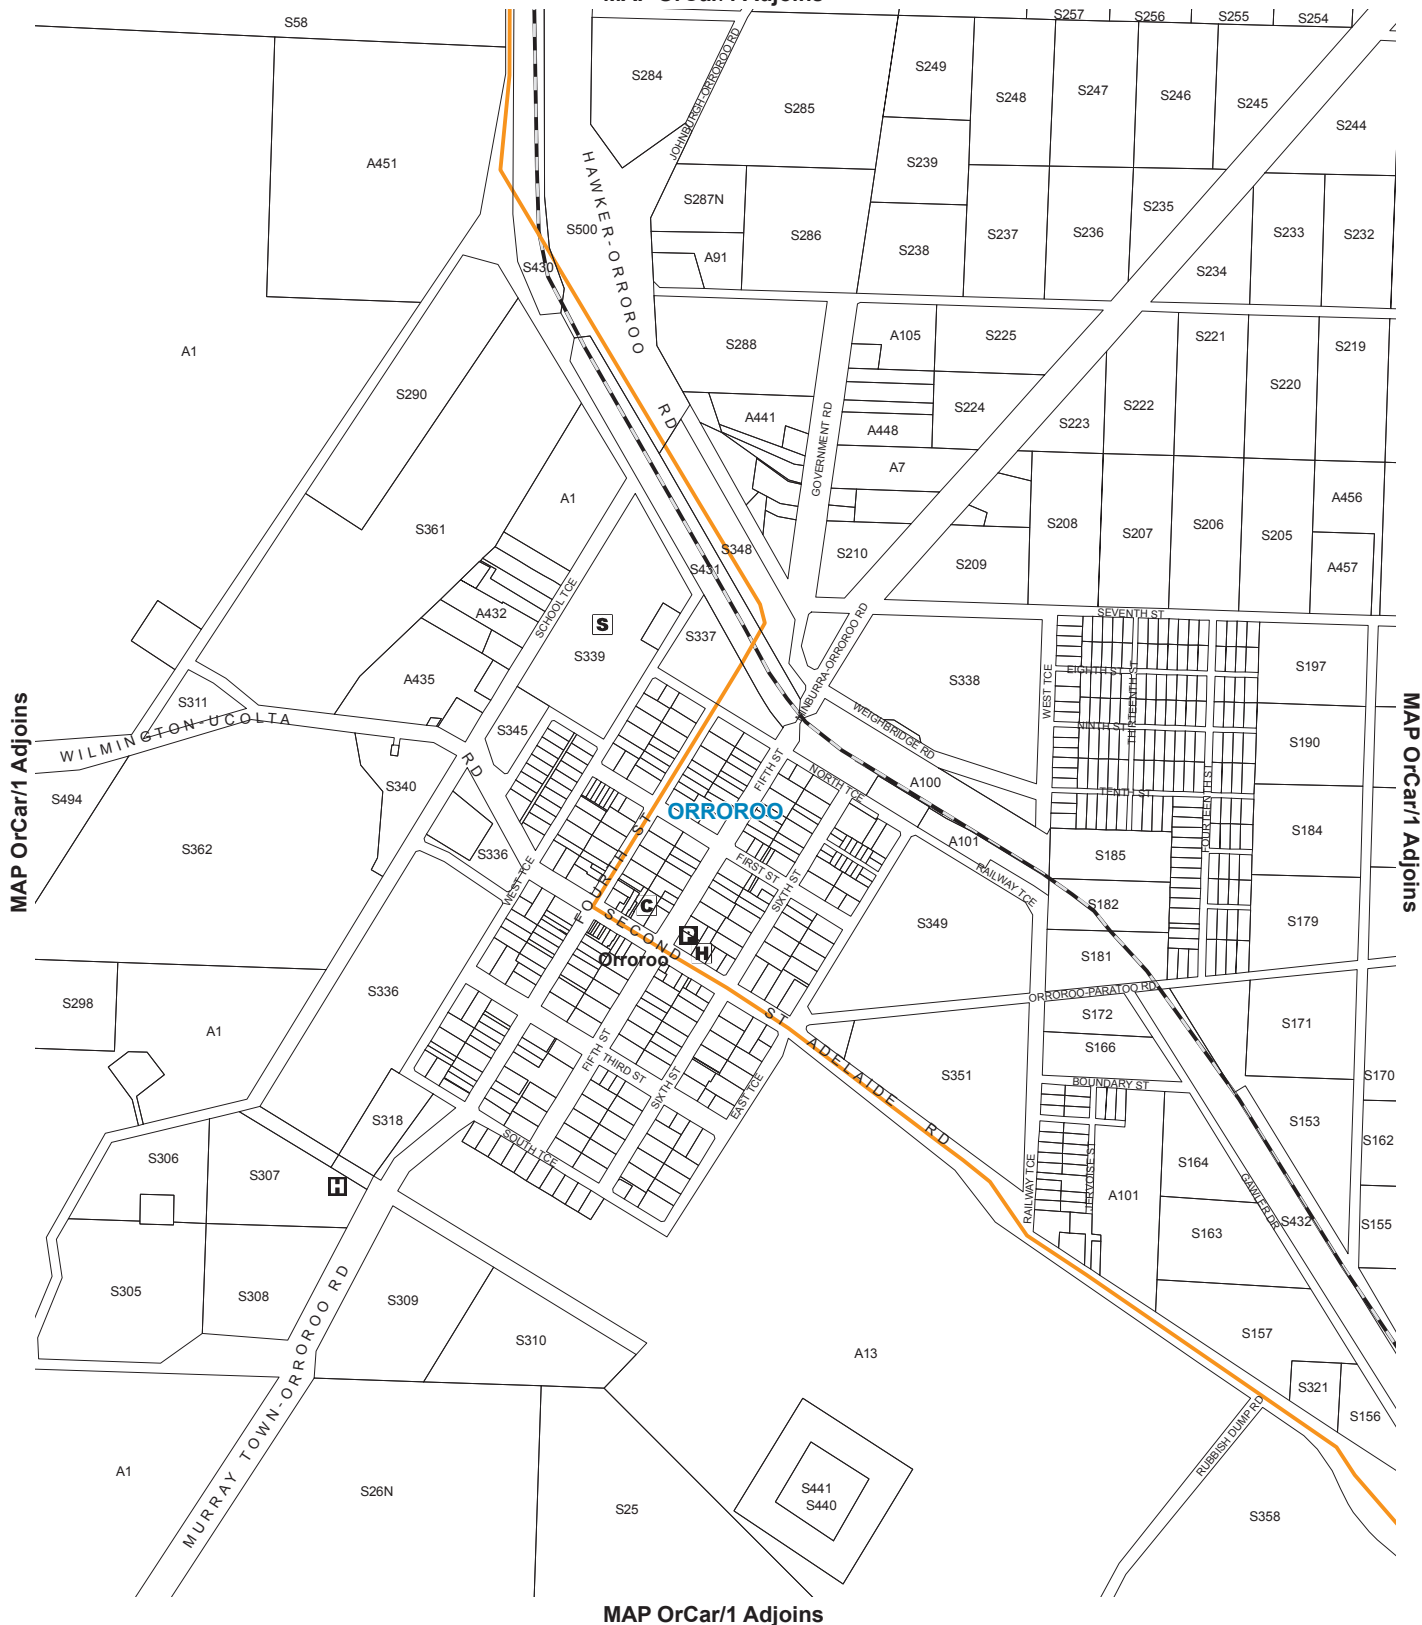 S58
S284
S285
S249
S257
S256
S255
S254
S248
S247
S246
S245
S244
A451
JOHNBURGH-ORROROO RD
S239
S287N
S286
S238
S237
S236
S235
S234
S233
S232
A91
S500
S430
HAWKER-ORROROO RD
A1
S290
S288
A105
S225
S221
S220
S219
A441
A448
S224
S223
S222
A7
GOVERNMENT RD
S361
A1
S208
S207
S206
S205
A456
A457
S348
S431
S210
S209
SCHOOL TCE
A432
S
S339
S337
SEVENTH ST
S338
WEST TCE
EIGHTH ST
THIRTEENTH ST
NINTH ST
TENTH ST
FOURTEENTH ST
S197
S190
S184
S179
A435
S311
WILMINGTON-UCOLTA RD
S345
S340
S494
S362
S336
WEIGHBRIDGE RD
NORTH TCE
FIFTH ST
A100
A101
RAILWAY TCE
S185
S182
S181
ORROROO
FOURTH ST
FIRST ST
SIXTH ST
WEST TCE
C
P
H
SECOND ST
Orroroo
S349
ORROROO-PARATOO RD
S172
S166
S171
S170
BOUNDARY ST
S298
A1
S336
FIFTH ST
THIRD ST
SIXTH ST
EAST TCE
ADELAIDE RD
S351
S318
SOUTH TCE
S306
S307
H
S153
S162
S164
A101
JERVOISE ST
RAILWAY TCE
GAWLER DR
S432
S155
S163
S305
S308
S309
S310
A13
S157
S321
S156
MURRAY TOWN-ORROROO RD
RUBBISH DUMP RD
A1
S26N
S25
S441
S440
S358
MAP OrCar/1 Adjoins
MAP OrCar/1 Adjoins
MAP OrCar/1 Adjoins